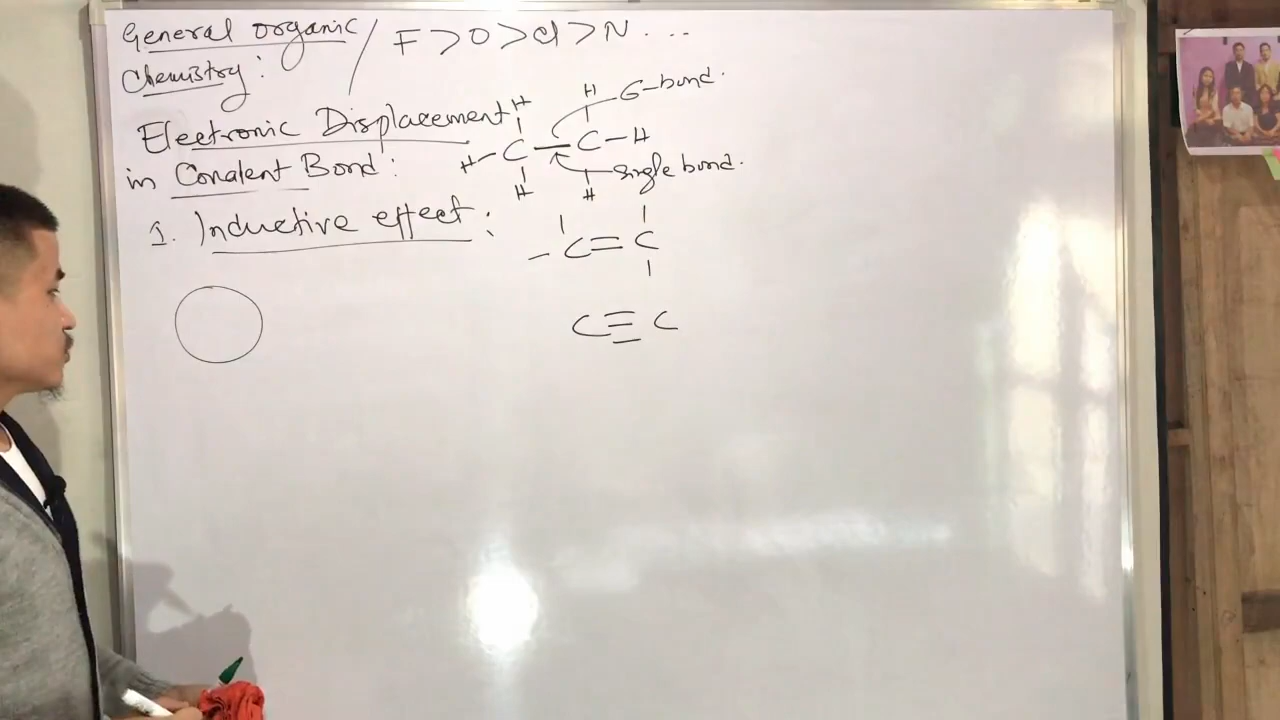 General organic / F > O > Cl > N ...
Chemistry :
Electronic Displacement
in Covalent Bond :
1. Inductive effect :
H H σ-bond.
H - C - C - H
H H single bond.
- C = C
C ≡ C